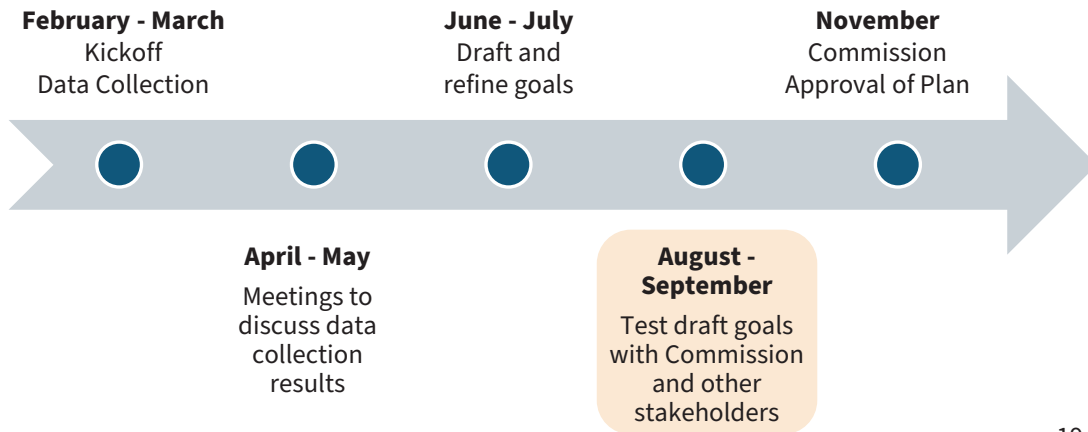 February - March
Kickoff
Data Collection
June - July
Draft and
refine goals
November
Commission
Approval of Plan
April - May
Meetings to
discuss data
collection
results
August -
September
Test draft goals
with Commission
and other
stakeholders